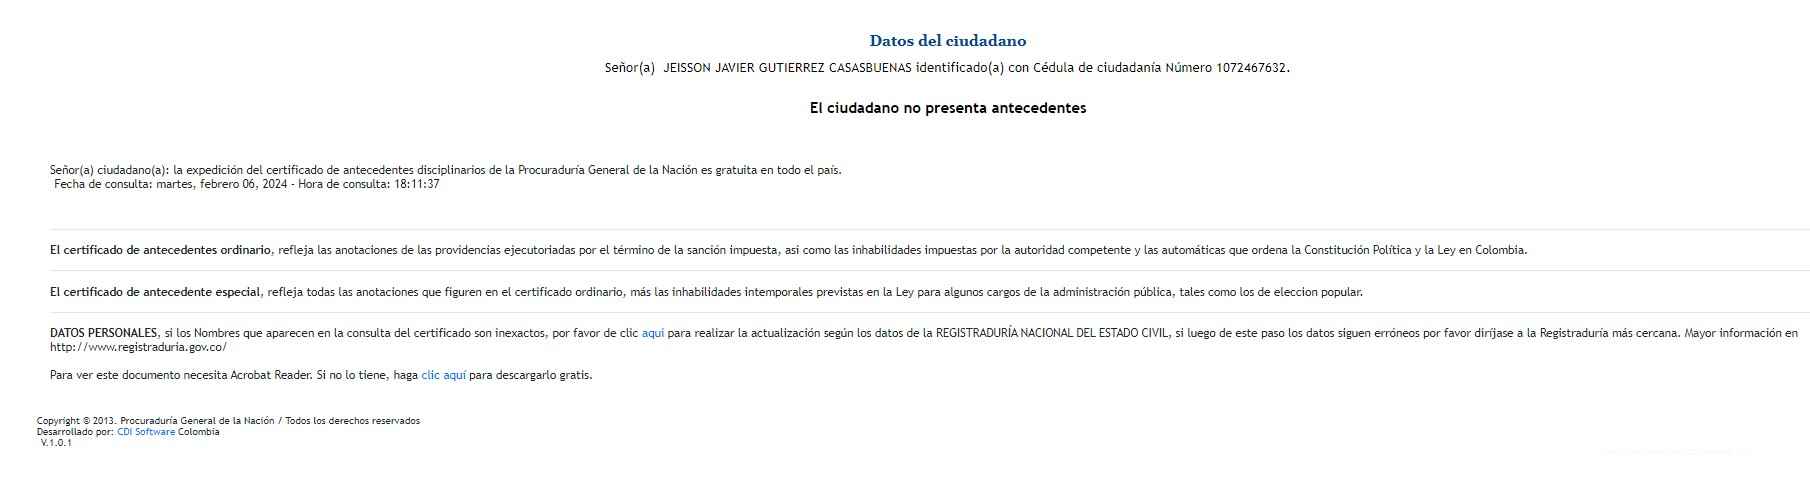 Datos del ciudadano
Señor(a) JEISSON JAVIER GUTIERREZ CASASBUENAS identificado(a) con Cédula de ciudadanía Número 1072467632.
El ciudadano no presenta antecedentes
Señor(a) ciudadano(a): la expedición del certificado de antecedentes disciplinarios de la Procuraduría General de la Nación es gratuita en todo el país.
Fecha de consulta: martes, febrero 06, 2024 - Hora de consulta: 18:11:37
El certificado de antecedentes ordinario, refleja las anotaciones de las providencias ejecutoriadas por el término de la sanción impuesta, asi como las inhabilidades impuestas por la autoridad competente y las automáticas que ordena la Constitución Política y la Ley en Colombia.
El certificado de antecedente especial, refleja todas las anotaciones que figuren en el certificado ordinario, más las inhabilidades intemporales previstas en la Ley para algunos cargos de la administración pública, tales como los de eleccion popular.
DATOS PERSONALES, si los Nombres que aparecen en la consulta del certificado son inexactos, por favor de clic aquí para realizar la actualización según los datos de la REGISTRADURÍA NACIONAL DEL ESTADO CIVIL, si luego de este paso los datos siguen erróneos por favor diríjase a la Registraduría más cercana. Mayor información en
http://www.registraduria.gov.co/
Para ver este documento necesita Acrobat Reader. Si no lo tiene, haga clic aquí para descargarlo gratis.
Copyright © 2013. Procuraduría General de la Nación / Todos los derechos reservados
Desarrollado por: CDI Software Colombia
V.1.0.1